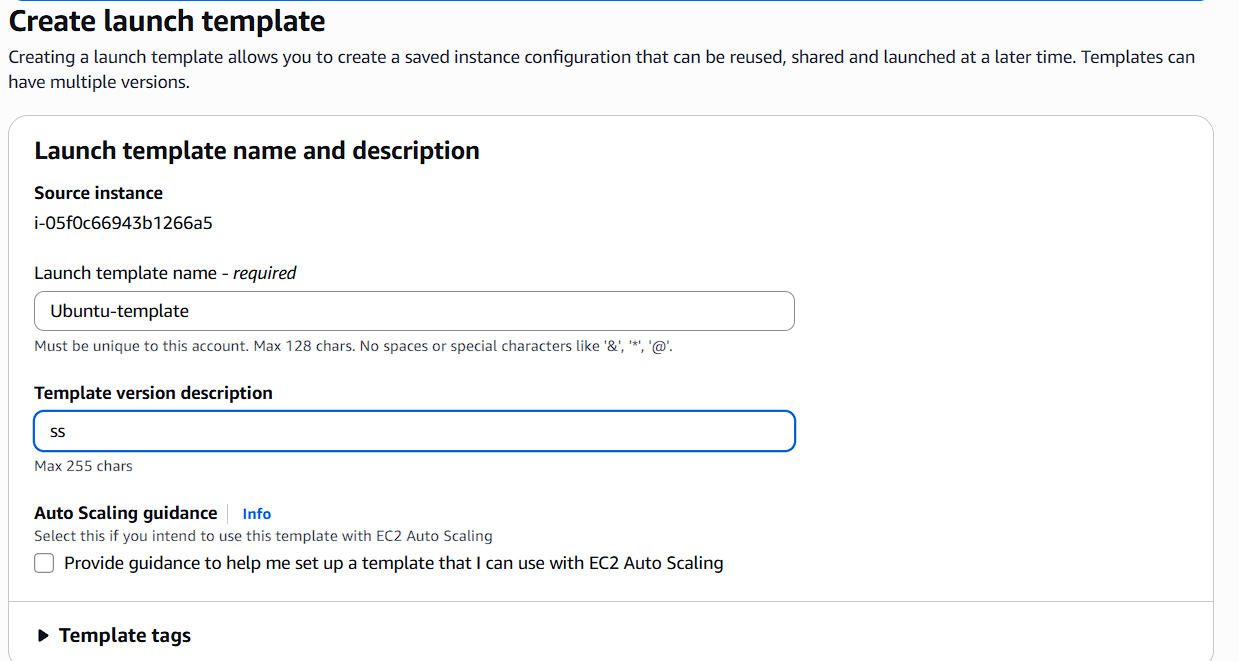 Create launch template
Creating a launch template allows you to create a saved instance configuration that can be reused, shared and launched at a later time. Templates can
have multiple versions.
Launch template name and description
Source instance
i-05f0c66943b1266a5
Launch template name - required
Ubuntu-template
Must be unique to this account. Max 128 chars. No spaces or special characters like '&', '*', '@'.
Template version description
ss
Max 255 chars
Auto Scaling guidance Info
Select this if you intend to use this template with EC2 Auto Scaling
Provide guidance to help me set up a template that I can use with EC2 Auto Scaling
Template tags